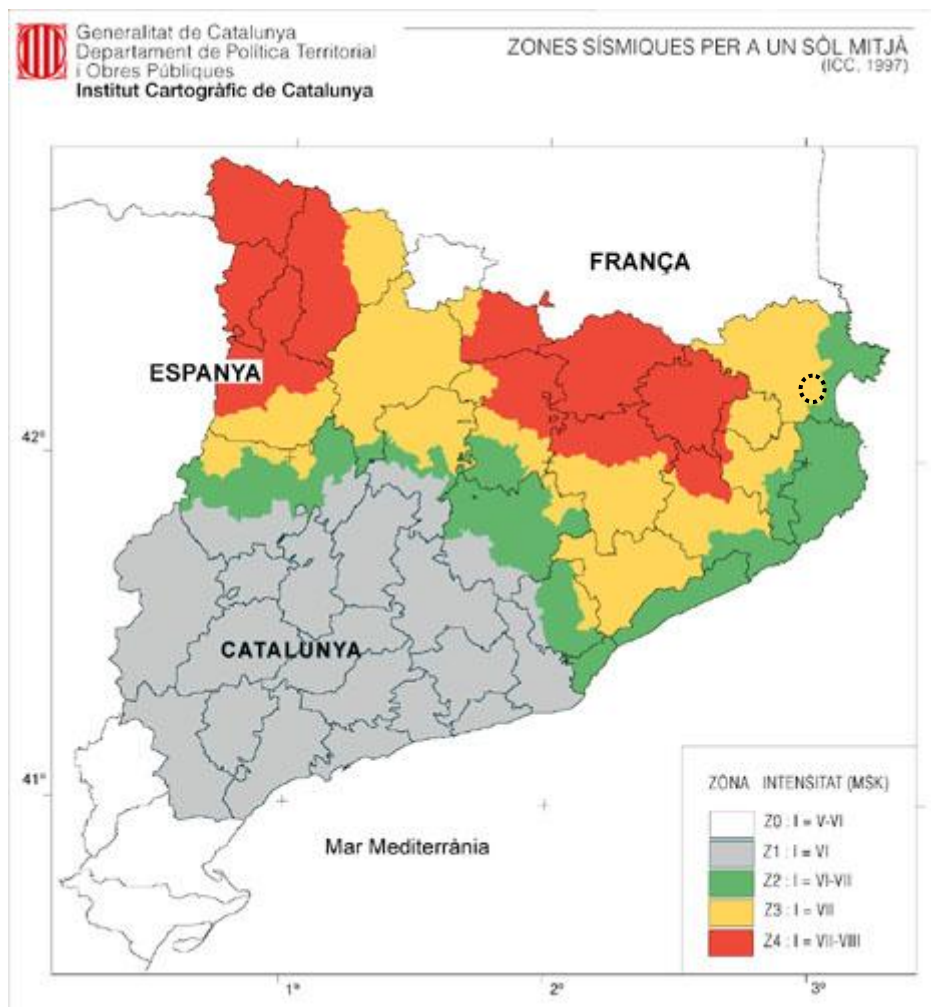 Generalitat de Catalunya
Departament de Política Territorial
i Obres Públiques
Institut Cartogràfic de Catalunya
ZONES SÍSMIQUES PER A UN SÒL MITJÀ
(ICC, 1997)
FRANÇA
ESPANYA
42°
CATALUNYA
41°
Mar Mediterrània
ZONA INTENSITAT (MSK)
Z0 : I = V-VI
Z1 : I = VI
Z2 : I = VI-VII
Z3 : I = VII
Z4 : I = VII-VIII
1°
2°
3°